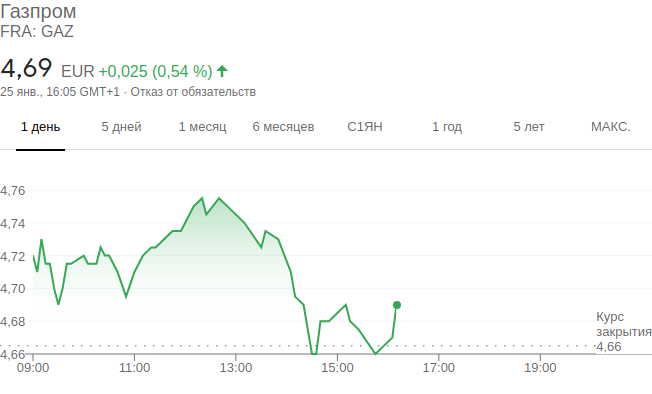 Газпром
FRA: GAZ
4,69 EUR +0,025 (0,54 %)
25 янв., 16:05 GMT+1 · Отказ от обязательств
1 день 5 дней 1 месяц 6 месяцев С1ЯН 1 год 5 лет МАКС.
4,76
4,74
4,72
4,70
4,68
4,66
Курс
закрытия
4,66
09:00 11:00 13:00 15:00 17:00 19:00